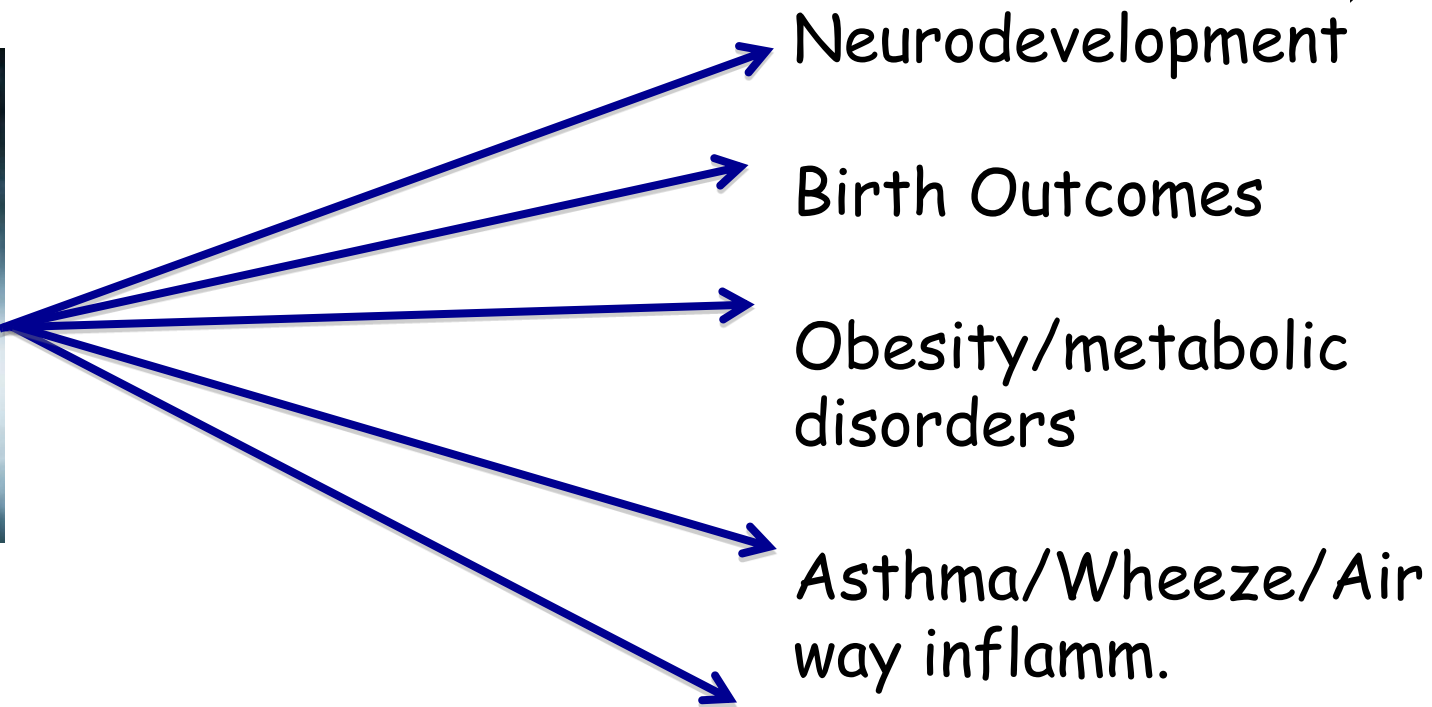 Neurodevelopment
Birth Outcomes
Obesity/metabolic
disorders
Asthma/Wheeze/Air
way inflamm.